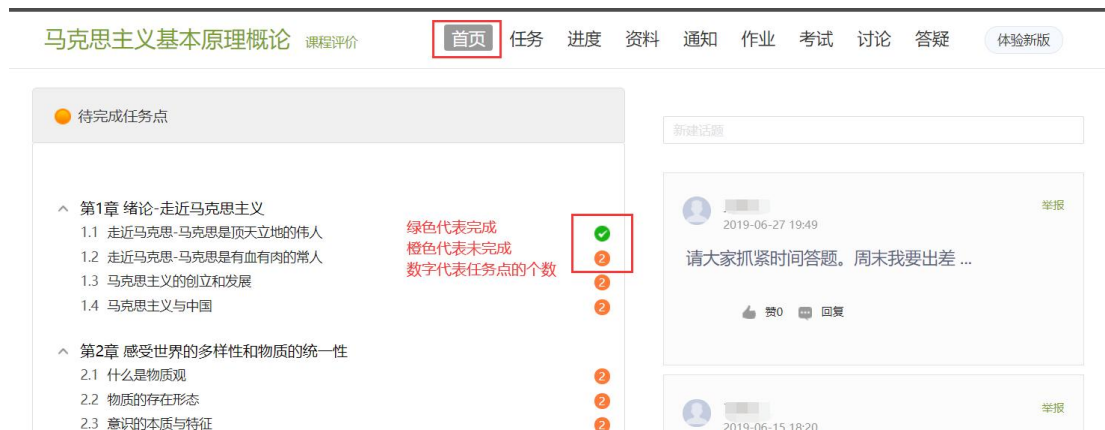 马克思主义基本原理概论 课程评价 首页 任务 进度 资料 通知 作业 考试 讨论 答疑 体验新版
待完成任务点
第1章 绪论-走近马克思主义
1.1 走近马克思-马克思是顶天立地的伟人
1.2 走近马克思-马克思是有血有肉的常人 2
1.3 马克思主义的创立和发展 2
1.4 马克思主义与中国 2
绿色代表完成
橙色代表未完成
数字代表任务点的个数
第2章 感受世界的多样性和物质的统一性
2.1 什么是物质观 2
2.2 物质的存在形态 2
2.3 意识的本质与特征 2
新建话题
举报
2019-06-27 19:49
请大家抓紧时间答题。周末我要出差 ...
赞0 回复
举报
2019-06-15 18:20